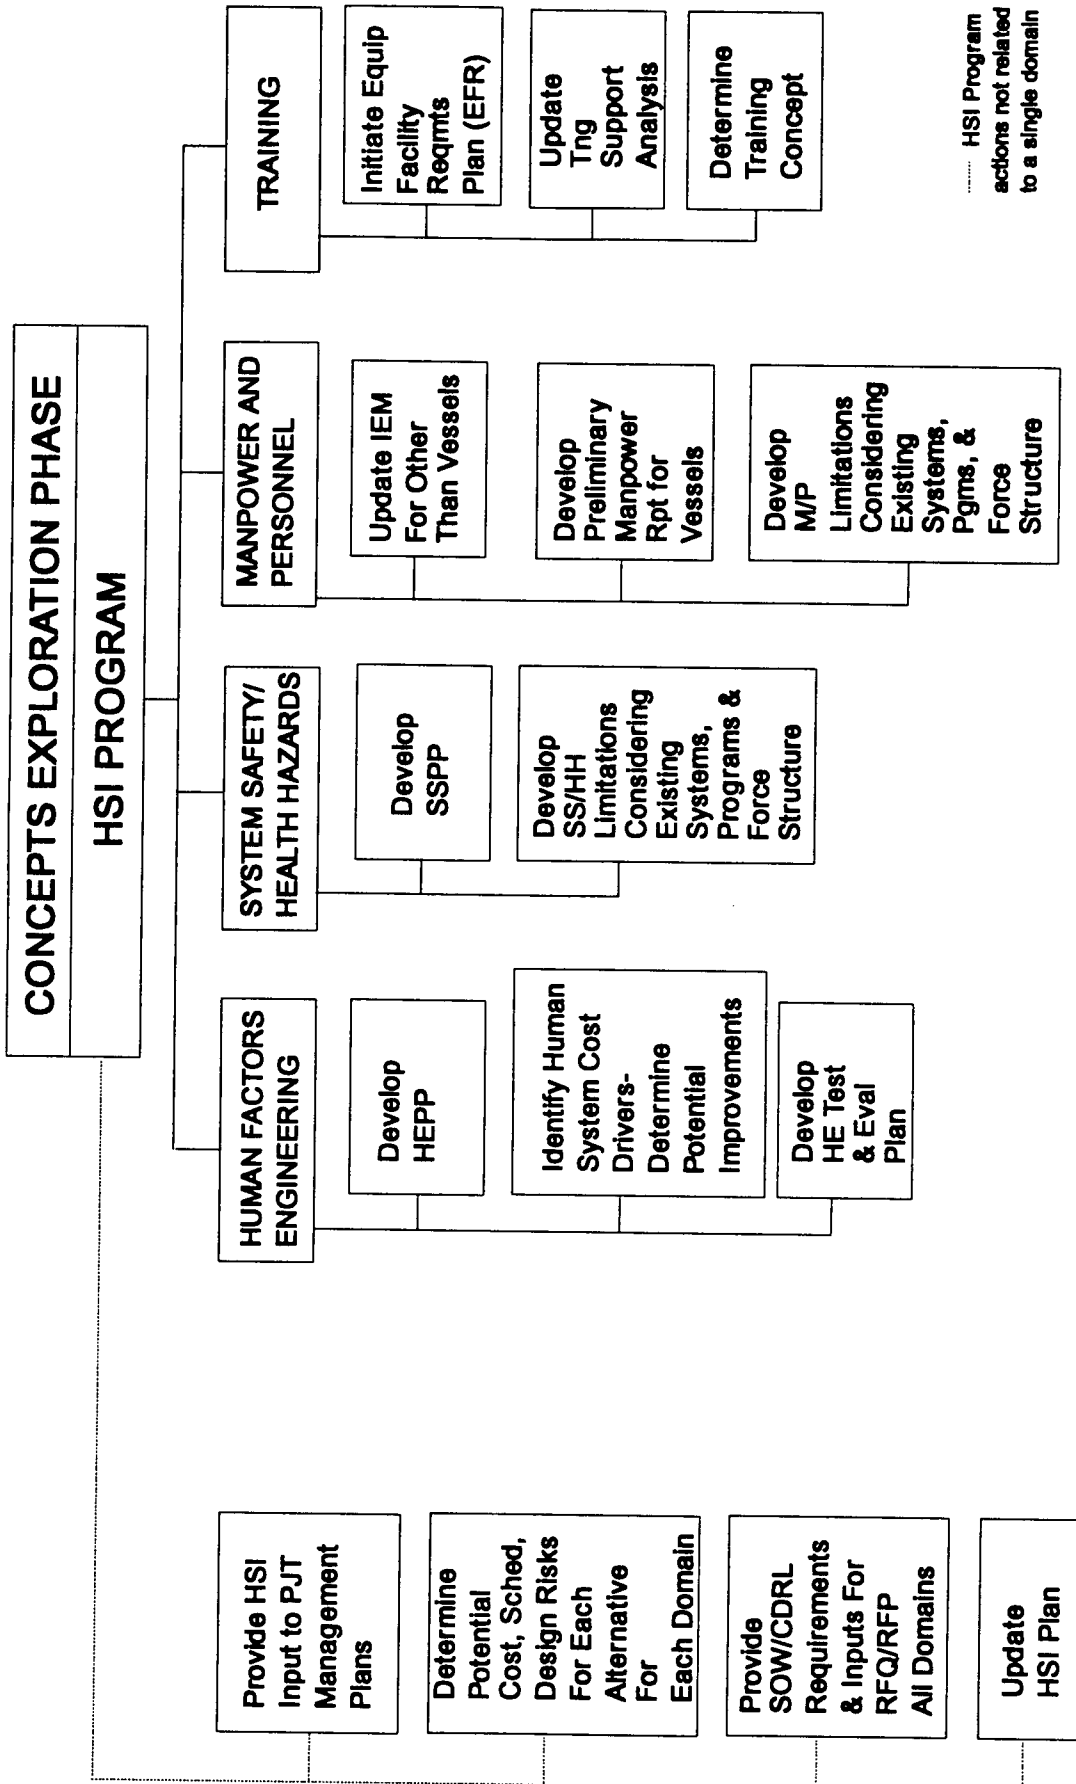 CONCEPTS EXPLORATION PHASE
HSI PROGRAM
Provide HSI
Input to PJT
Management
Plans
Determine
Potential
Cost, Sched,
Design Risks
For Each
Alternative
For
Each Domain
Provide
SOW/CDRL
Requirements
& Inputs For
RFQ/RFP
All Domains
Update
HSI Plan
HUMAN FACTORS
ENGINEERING
Develop
HEPP
Identify Human
System Cost
Drivers-
Determine
Potential
Improvements
Develop
HE Test
& Eval
Plan
SYSTEM SAFETY/
HEALTH HAZARDS
Develop
SSPP
Develop
SS/HH
Limitations
Considering
Existing
Systems,
Programs &
Force
Structure
MANPOWER AND
PERSONNEL
Update IEM
For Other
Than Vessels
Develop
Preliminary
Manpower
Rpt for
Vessels
Develop
M/P
Limitations
Considering
Existing
Systems,
Pgms, &
Force
Structure
TRAINING
Initiate Equip
Facility
Reqmts
Plan (EFR)
Update
Tng
Support
Analysis
Determine
Training
Concept
HSI Program
actions not related
to a single domain